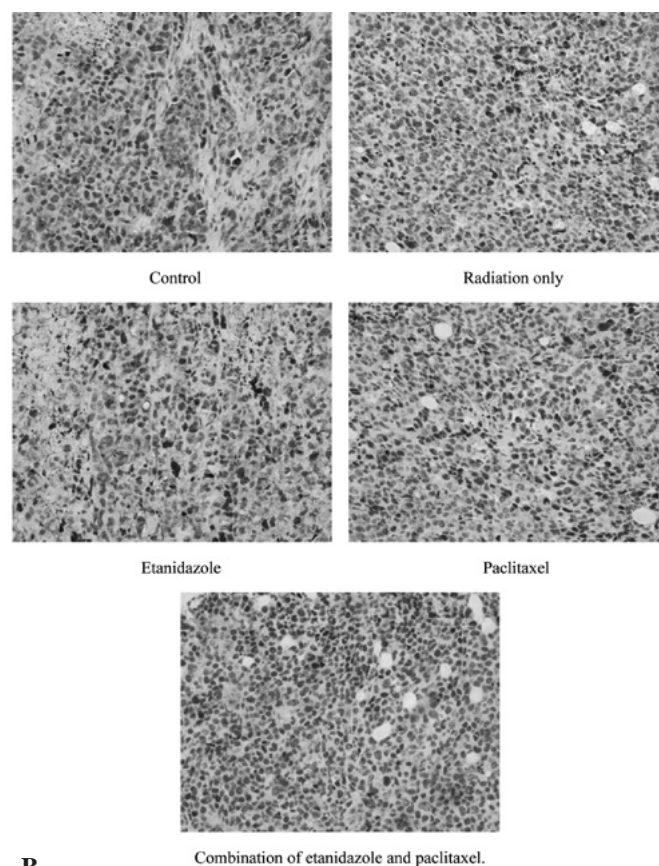 Control
Radiation only
Etanidazole
Paclitaxel
B
Combination of etanidazole and paclitaxel.